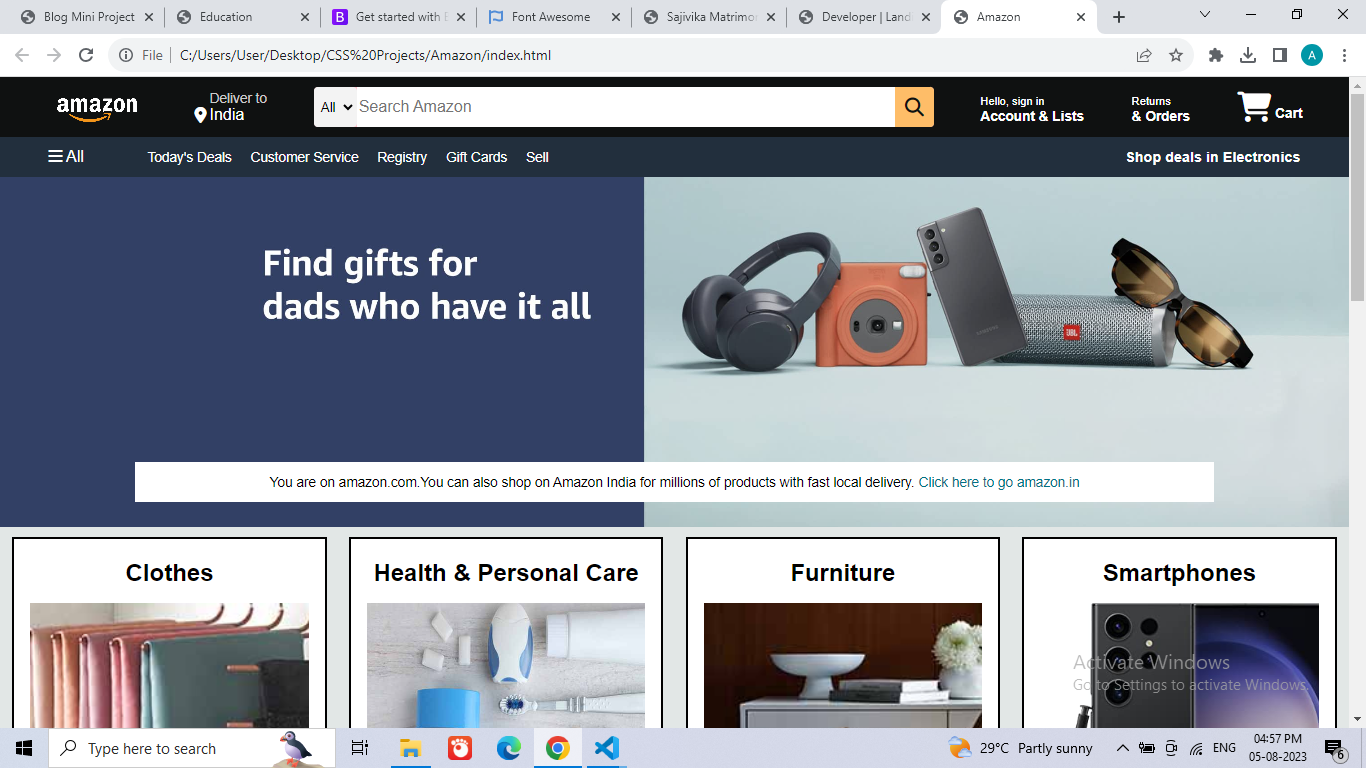 Blog Mini Project
Education
Get started with B
Font Awesome
Sajivika Matrimon
Developer | Landi
Amazon
File
C:/Users/User/Desktop/CSS%20Projects/Amazon/index.html
A
amazon
Deliver to
India
All
Search Amazon
Hello, sign in
Account & Lists
Returns
& Orders
Cart
All
Today's Deals
Customer Service
Registry
Gift Cards
Sell
Shop deals in Electronics
Find gifts for
dads who have it all
SAMSUNG
JBL
You are on amazon.com.You can also shop on Amazon India for millions of products with fast local delivery. Click here to go amazon.in
Clothes
Health & Personal Care
Furniture
Smartphones
Activate Windows
Go to Settings to activate Windows.
Type here to search
29°C Partly sunny
ENG
04:57 PM
05-08-2023
6